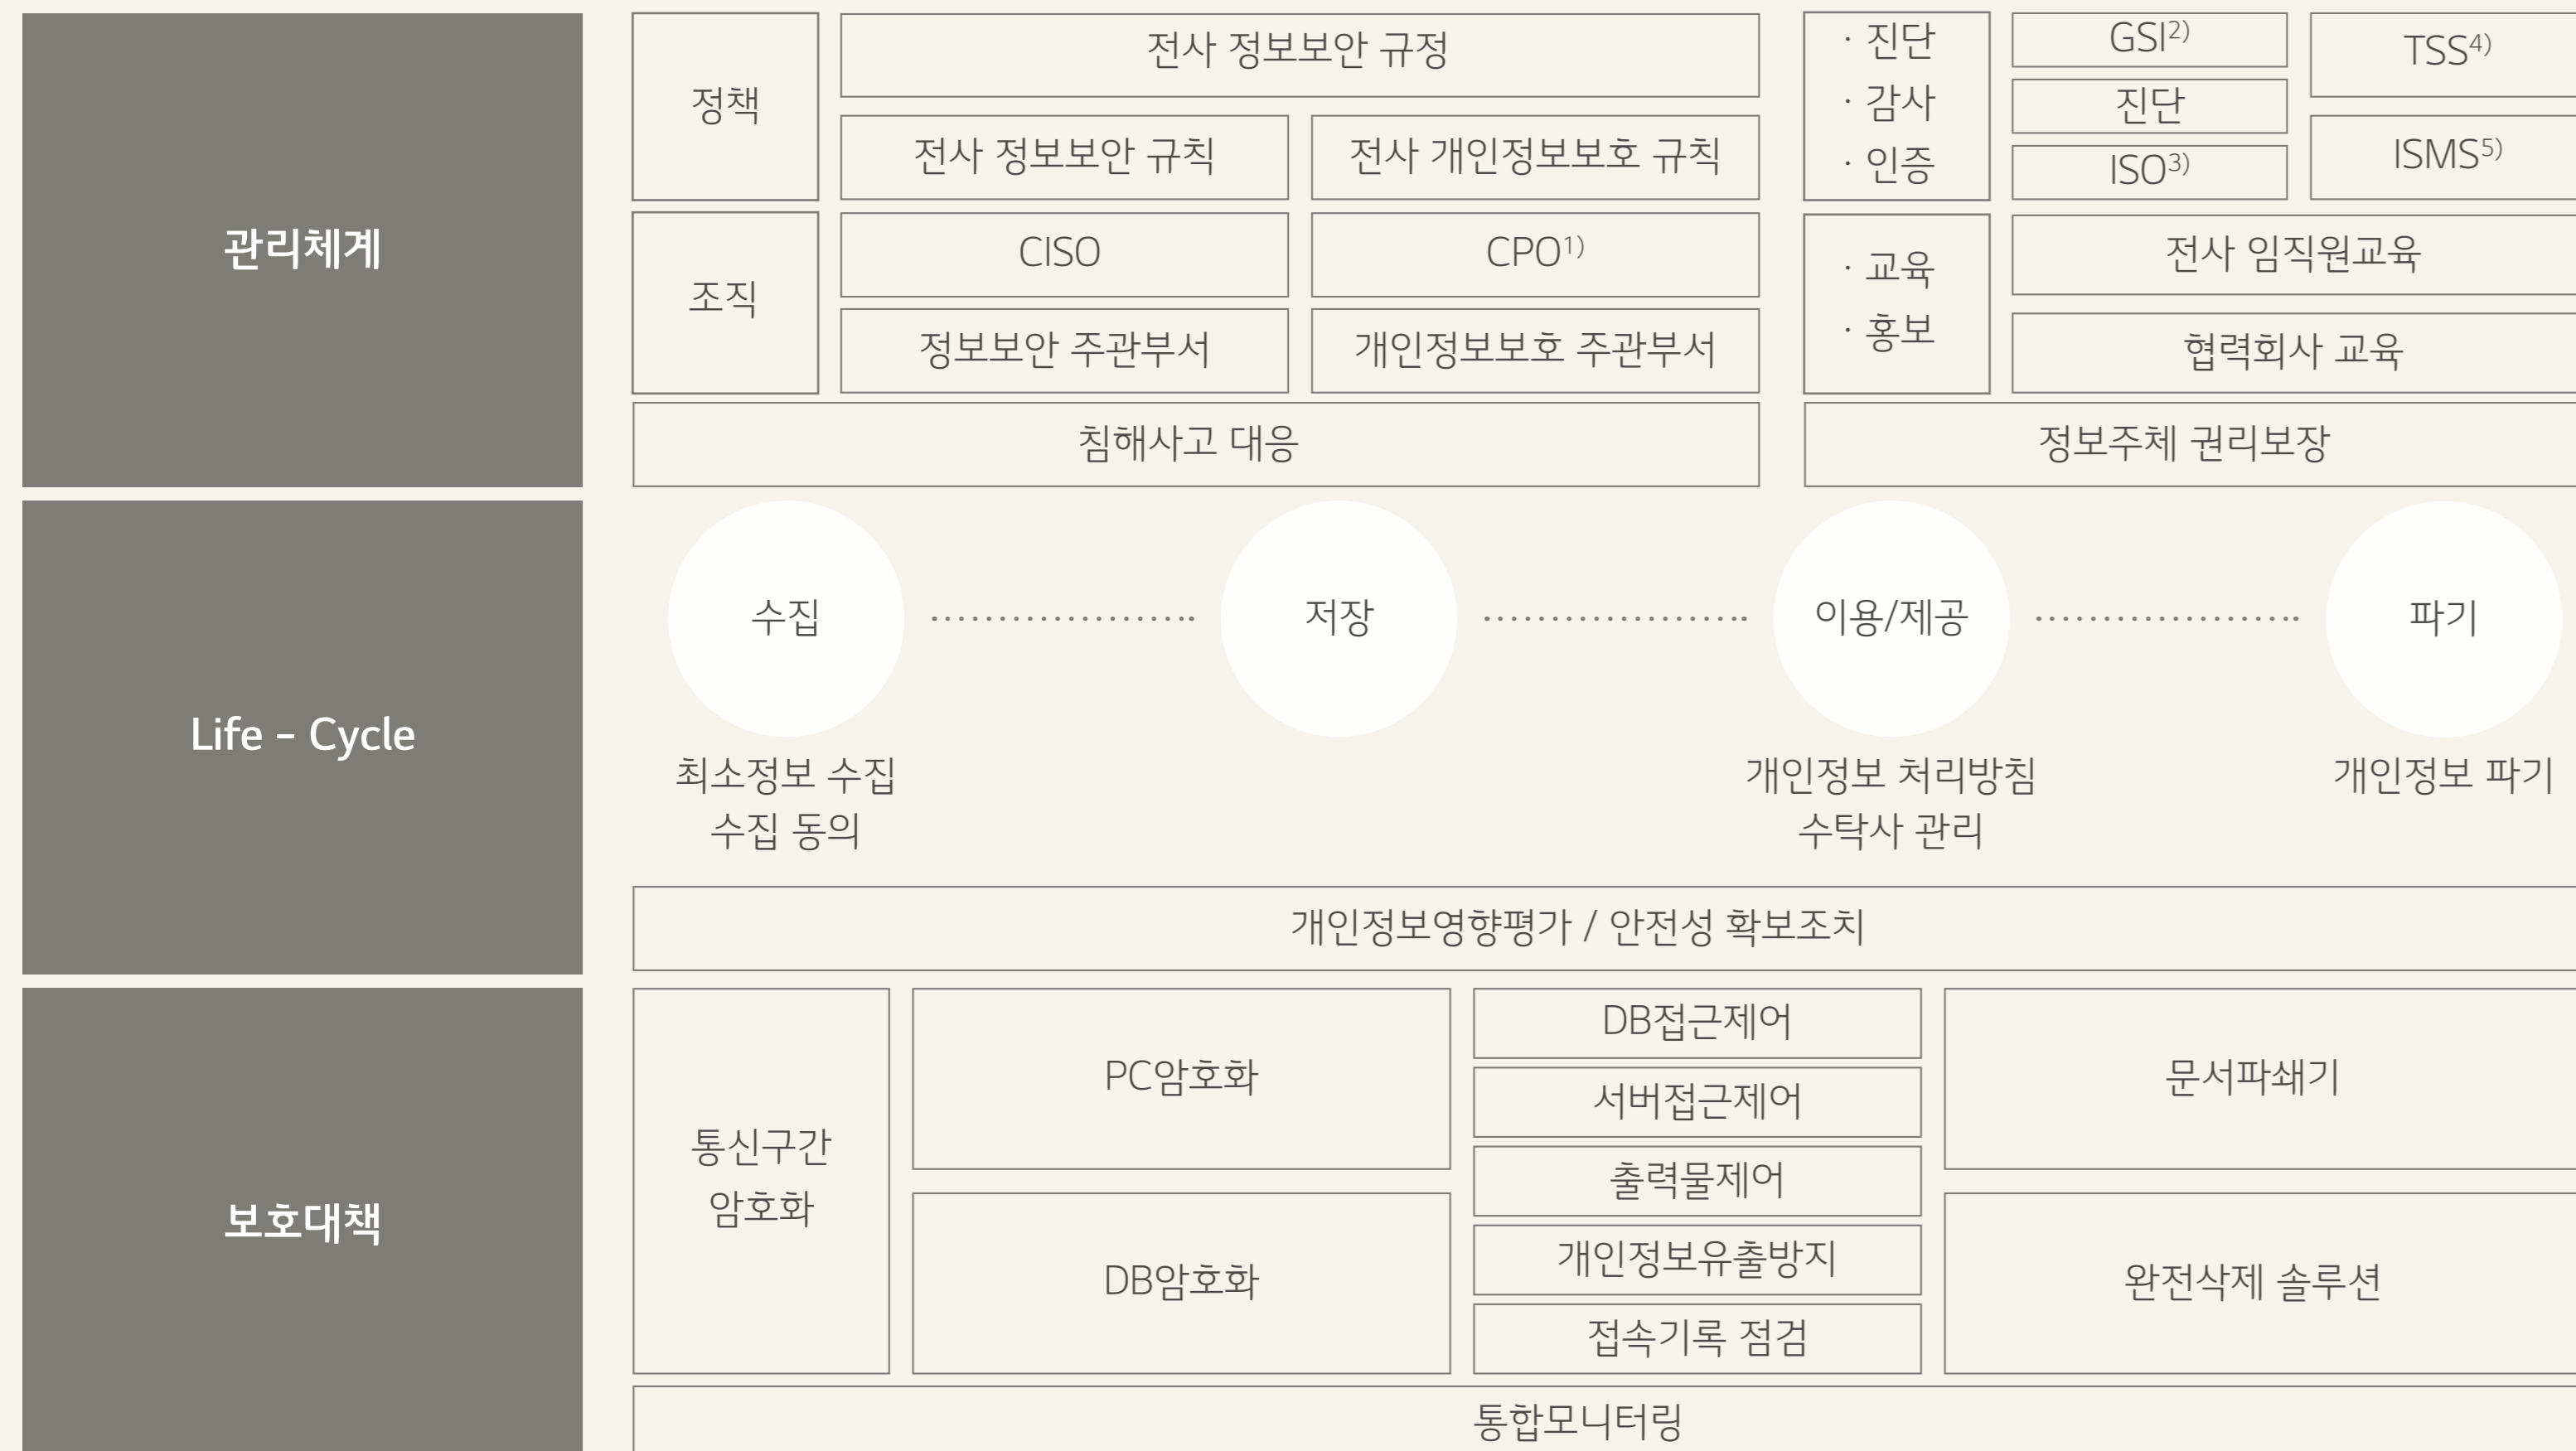 관리체계
정책
전사 정보보안 규정
전사 정보보안 규칙
전사 개인정보보호 규칙
조직
CISO
CPO1)
정보보안 주관부서
개인정보보호 주관부서
침해사고 대응
· 진단
· 감사
· 인증
GSI2)
진단
ISO3)
TSS4)
ISMS5)
· 교육
· 홍보
전사 임직원교육
협력회사 교육
정보주체 권리보장
Life – Cycle
수집
저장
이용/제공
파기
최소정보 수집
수집 동의
개인정보 처리방침
수탁사 관리
개인정보 파기
개인정보영향평가 / 안전성 확보조치
보호대책
통신구간
암호화
PC암호화
DB암호화
DB접근제어
서버접근제어
출력물제어
개인정보유출방지
접속기록 점검
문서파쇄기
완전삭제 솔루션
통합모니터링